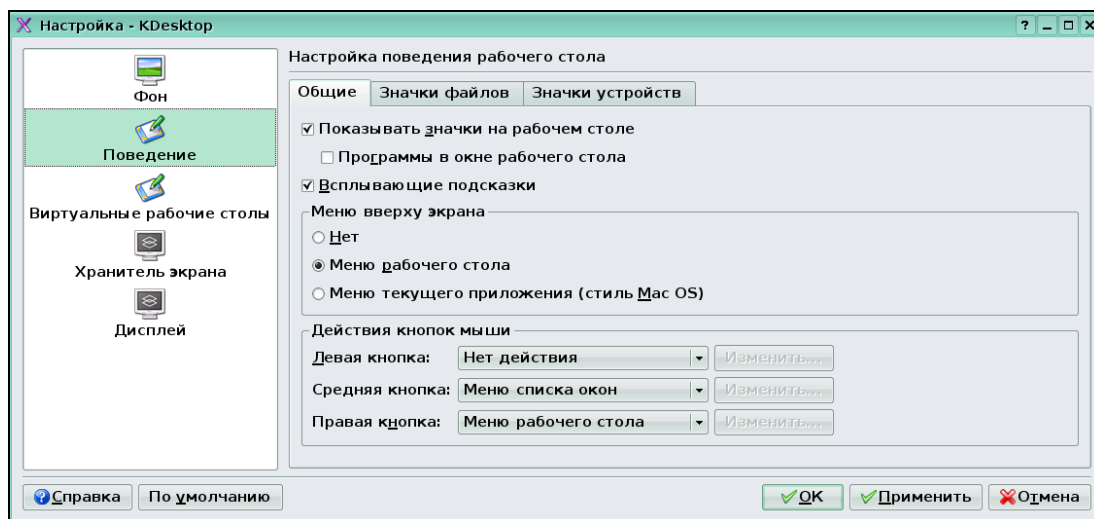 Настройка - KDesktop
Фон
Поведение
Виртуальные рабочие столы
Хранитель экрана
Дисплей
Настройка поведения рабочего стола
Общие Значки файлов Значки устройств
Показывать значки на рабочем столе
Программы в окне рабочего стола
Всплывающие подсказки
Меню вверху экрана
Нет
Меню рабочего стола
Меню текущего приложения (стиль Mac OS)
Действия кнопок мыши
Левая кнопка: Нет действия Изменить...
Средняя кнопка: Меню списка окон Изменить...
Правая кнопка: Меню рабочего стола Изменить...
Справка По умолчанию OK Применить Отмена